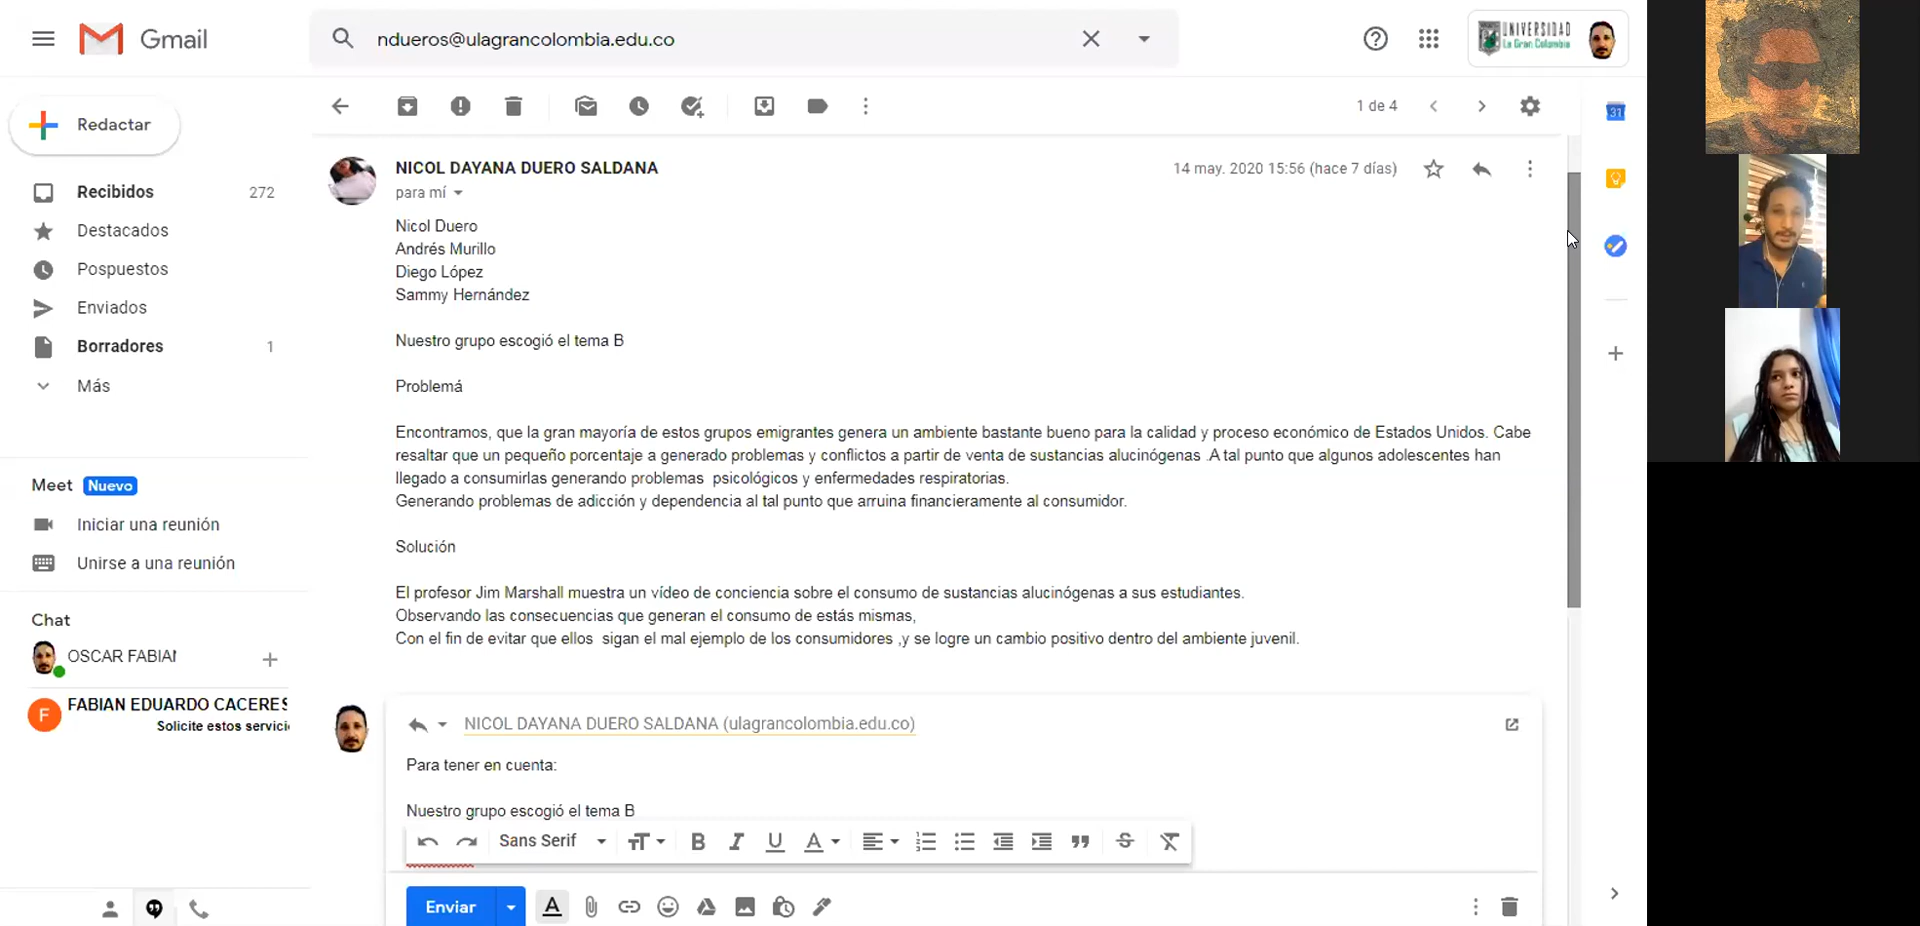 Gmail
ndueros@ulagrancolombia.edu.co
UNIVERSIDAD
La Gran Colombia
Redactar
1 de 4
31
Recibidos 272
Destacados
Pospuestos
Enviados
Borradores 1
Más
Meet Nuevo
Iniciar una reunión
Unirse a una reunión
Chat
OSCAR FABIAN
FABIAN EDUARDO CACERES
Solicite estos servicio
F
NICOL DAYANA DUERO SALDANA
14 may. 2020 15:56 (hace 7 días)
para mí
Nicol Duero
Andrés Murillo
Diego López
Sammy Hernández
Nuestro grupo escogió el tema B
Problemá
Encontramos, que la gran mayoría de estos grupos emigrantes genera un ambiente bastante bueno para la calidad y proceso económico de Estados Unidos. Cabe
resaltar que un pequeño porcentaje a generado problemas y conflictos a partir de venta de sustancias alucinógenas .A tal punto que algunos adolescentes han
llegado a consumirlas generando problemas  psicológicos y enfermedades respiratorias.
Generando problemas de adicción y dependencia al tal punto que arruina financieramente al consumidor.
Solución
El profesor Jim Marshall muestra un vídeo de conciencia sobre el consumo de sustancias alucinógenas a sus estudiantes.
Observando las consecuencias que generan el consumo de estás mismas,
Con el fin de evitar que ellos  sigan el mal ejemplo de los consumidores ,y se logre un cambio positivo dentro del ambiente juvenil.
NICOL DAYANA DUERO SALDANA (ulagrancolombia.edu.co)
Para tener en cuenta:
Nuestro grupo escogió el tema B
Sans Serif
Enviar